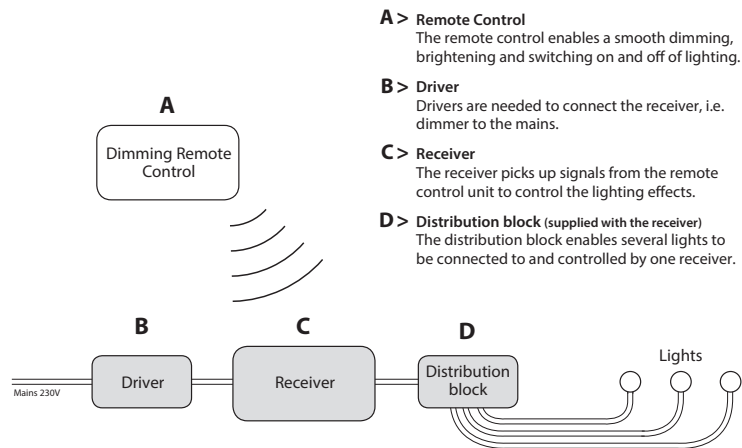 A > Remote Control
The remote control enables a smooth dimming,
brightening and switching on and off of lighting.
B > Driver
Drivers are needed to connect the receiver, i.e.
dimmer to the mains.
C > Receiver
The receiver picks up signals from the remote
control unit to control the lighting effects.
D > Distribution block (supplied with the receiver)
The distribution block enables several lights to
be connected to and controlled by one receiver.
A
Dimming Remote
Control
B
C
D
Mains 230V
Driver
Receiver
Distribution
block
Lights